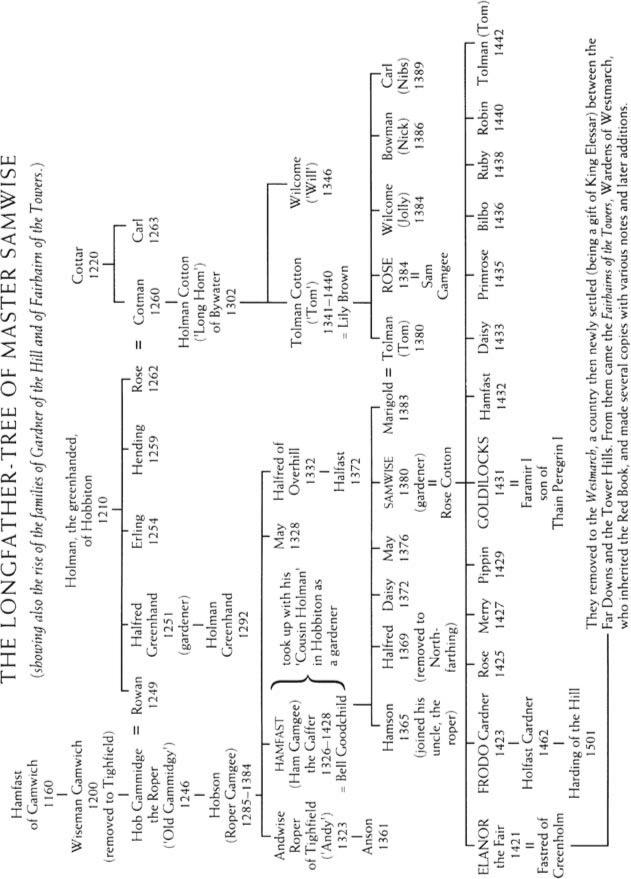 THE LONGFATHER-TREE OF MASTER SAMWISE
(showing also the rise of the families of Gardner of the Hill and of Fairbairn of the Towers.)
Hamfast
of Gamwich
1160
Wiseman Gamwich
1200
(removed to Tighfield)
Holman, the greenhanded,
of Hobbiton
1210
Cottar
1220
Hob Gammidge
the Roper
('Old Gammidgy')
1246
=
Rowan
1249
Halfred
Greenhand
1251
(gardener)
Erling
1254
Hending
1259
Rose
1262
=
Cotman
1260
Carl
1263
Hobson
(Roper Gamgee)
1285–1384
Holman
Greenhand
1292
Holman Cotton
('Long Hom')
of Bywater
1302
Andwise
Roper
of Tighfield
('Andy')
1323
HAMFAST
(Ham Gamgee)
the Gaffer
1326–1428
= Bell Goodchild
took up with his
'Cousin Holman'
in Hobbiton as
a gardener
May
1328
Halfred of
Overhill
1332
Halfast
1372
Tolman Cotton
('Tom')
1341–1440
= Lily Brown
Wilcome
('Will')
1346
Anson
1361
Hamson
1365
(joined his
uncle, the
roper)
Halfred
1369
(removed to
North-
farthing)
Daisy
1372
May
1376
SAMWISE
1380
(gardener)
=
Rose Cotton
Marigold
1383
=
Tolman
(Tom)
1380
ROSE
1384
=
Sam
Gamgee
Wilcome
(Jolly)
1384
Bowman
(Nick)
1386
Carl
(Nibs)
1389
ELANOR
the Fair
1421
=
Fastred of
Greenholm
FRODO Gardner
1423
Holfast Gardner
1462
Harding of the Hill
1501
Rose
1425
Merry
1427
Pippin
1429
GOLDILOCKS
1431
=
Faramir I
son of
Thain Peregrin I
Hamfast
1432
Daisy
1433
Primrose
1435
Bilbo
1436
Ruby
1438
Robin
1440
Tolman (Tom)
1442
They removed to the Westmarch, a country then newly settled (being a gift of King Elessar) between the
Far Downs and the Tower Hills. From them came the Fairbairns of the Towers, Wardens of Westmarch,
who inherited the Red Book, and made several copies with various notes and later additions.